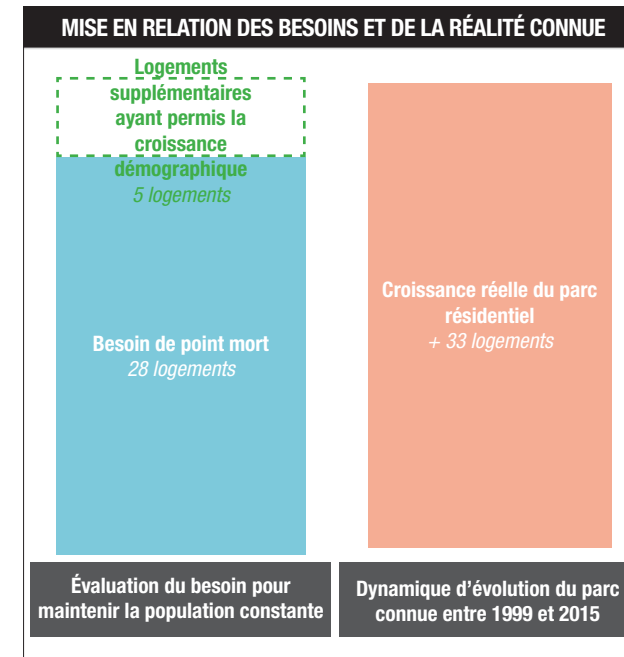 MISE EN RELATION DES BESOINS ET DE LA RÉALITÉ CONNUE
Logements
supplémentaires
ayant permis la
croissance
démographique
5 logements
Besoin de point mort
28 logements
Croissance réelle du parc
résidentiel
+ 33 logements
Évaluation du besoin pour
maintenir la population constante
Dynamique d’évolution du parc
connue entre 1999 et 2015